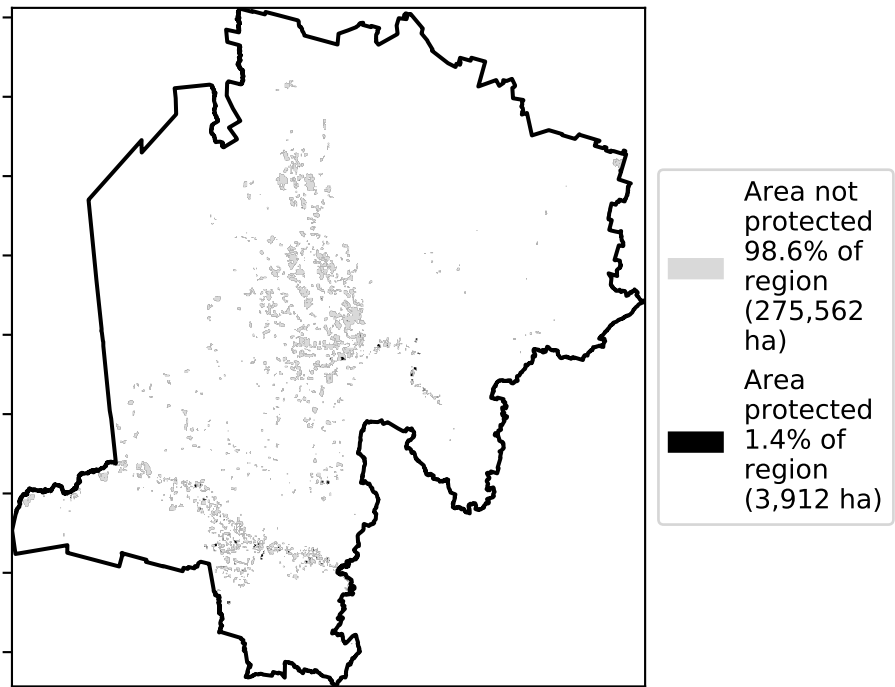 Area not
protected
98.6% of
region
(275,562
ha)
Area
protected
1.4% of
region
(3,912 ha)